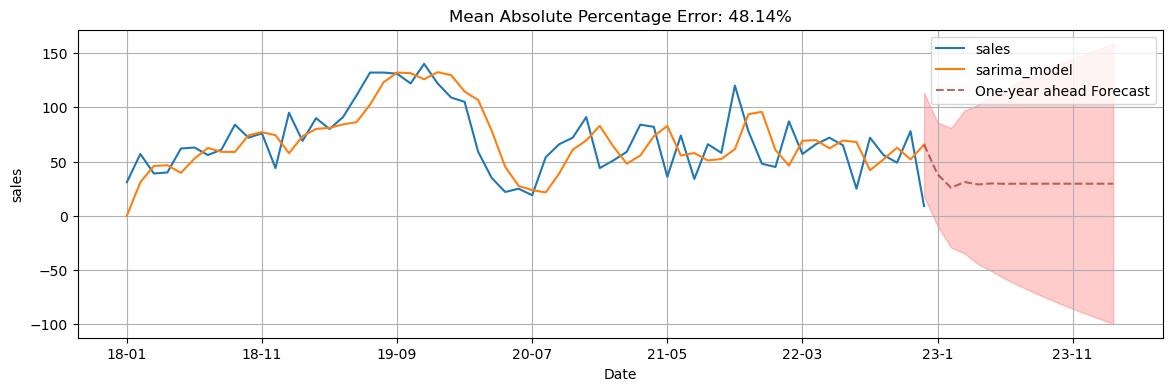 Mean Absolute Percentage Error: 48.14%
sales
sarima_model
One-year ahead Forecast
150
100
50
0
−50
−100
sales
18-01 18-11 19-09 20-07 21-05 22-03 23-1 23-11
Date